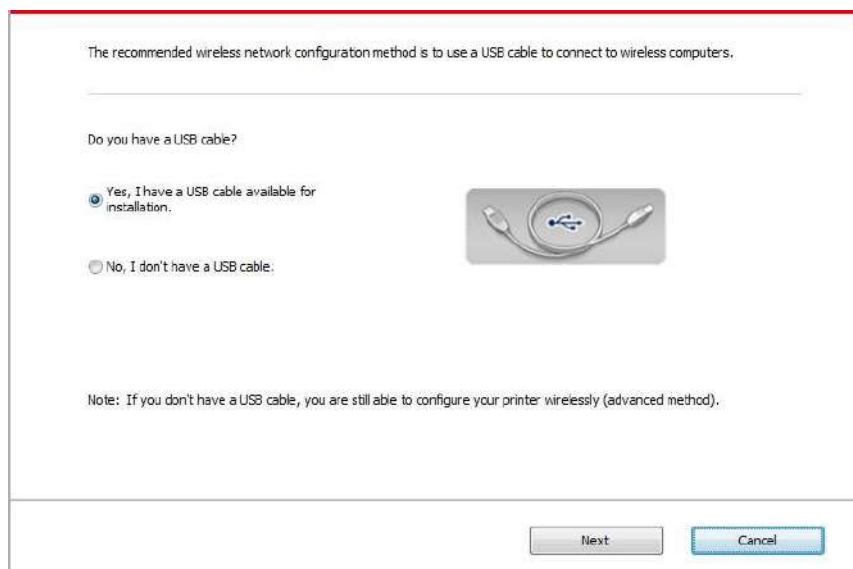 The recommended wireless network configuration method is to use a USB cable to connect to wireless computers.
Do you have a USB cable?
Yes, I have a USB cable available for
installation.
No, I don't have a USB cable.
Note: If you don't have a USB cable, you are still able to configure your printer wirelessly (advanced method).
Next
Cancel